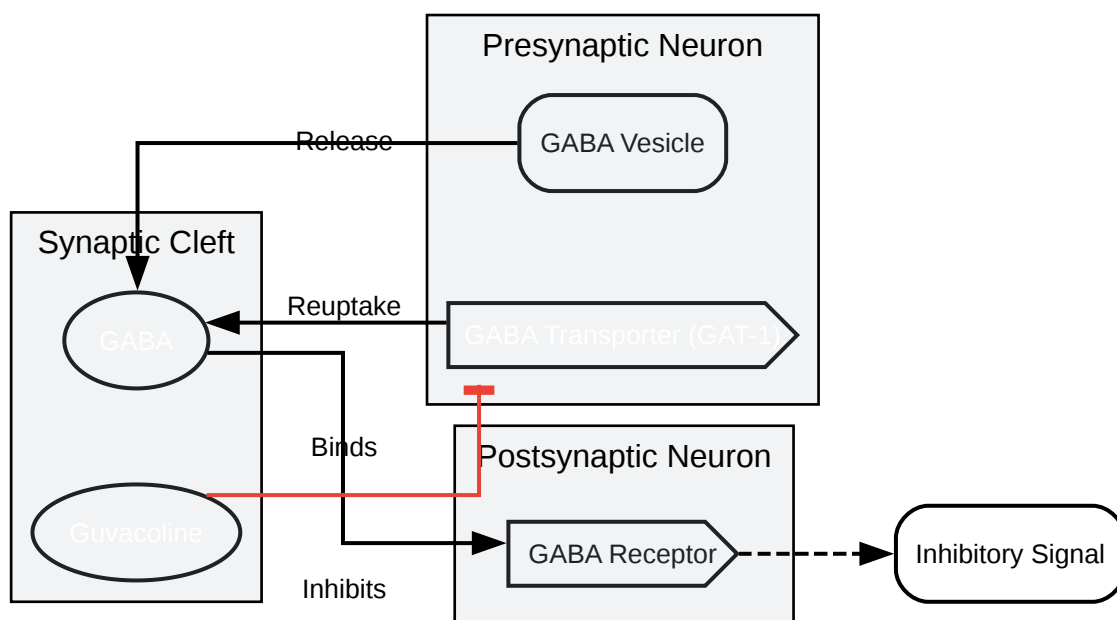 Presynaptic Neuron
GABA Vesicle
Release
Synaptic Cleft
GABA
Reuptake
GABA Transporter (GAT-1)
Binds
Postsynaptic Neuron
Guvacoline
GABA Receptor
Inhibitory Signal
Inhibits